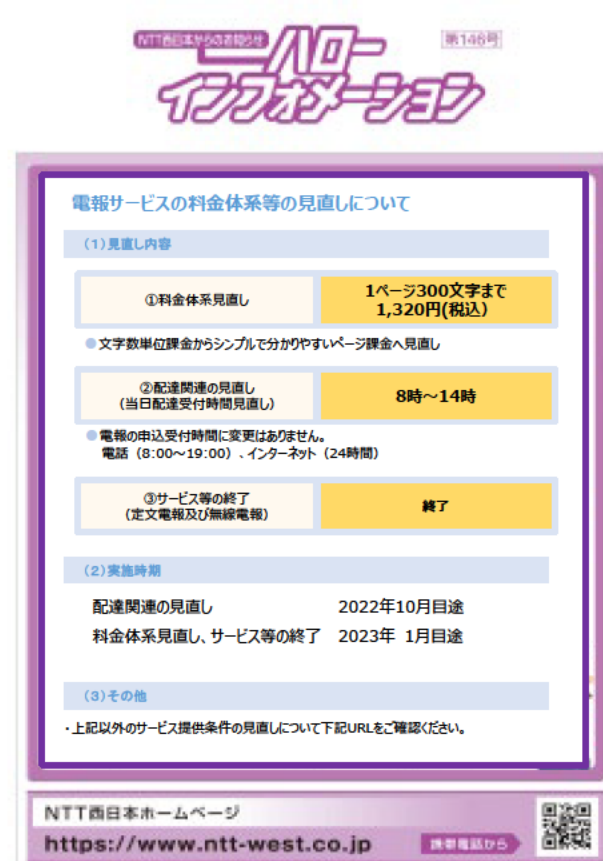 NTT西日本からのお知らせ
第146号
ハロー
インフォメーション
電報サービスの料金体系等の見直しについて
(1)見直し内容
①料金体系見直し
1ページ300文字まで
1,320円(税込)
●文字数単位課金からシンプルで分かりやすいページ課金へ見直し
②配達関連の見直し
(当日配達受付時間見直し)
8時~14時
●電報の申込受付時間に変更はありません。
電話(8:00~19:00)、インターネット(24時間)
③サービス等の終了
(定文電報及び無線電報)
終了
(2)実施時期
配達関連の見直し 2022年10月目途
料金体系見直し、サービス等の終了 2023年 1月目途
(3)その他
・上記以外のサービス提供条件の見直しについて下記URLをご確認ください。
NTT西日本ホームページ
https://www.ntt-west.co.jp
携帯電話から